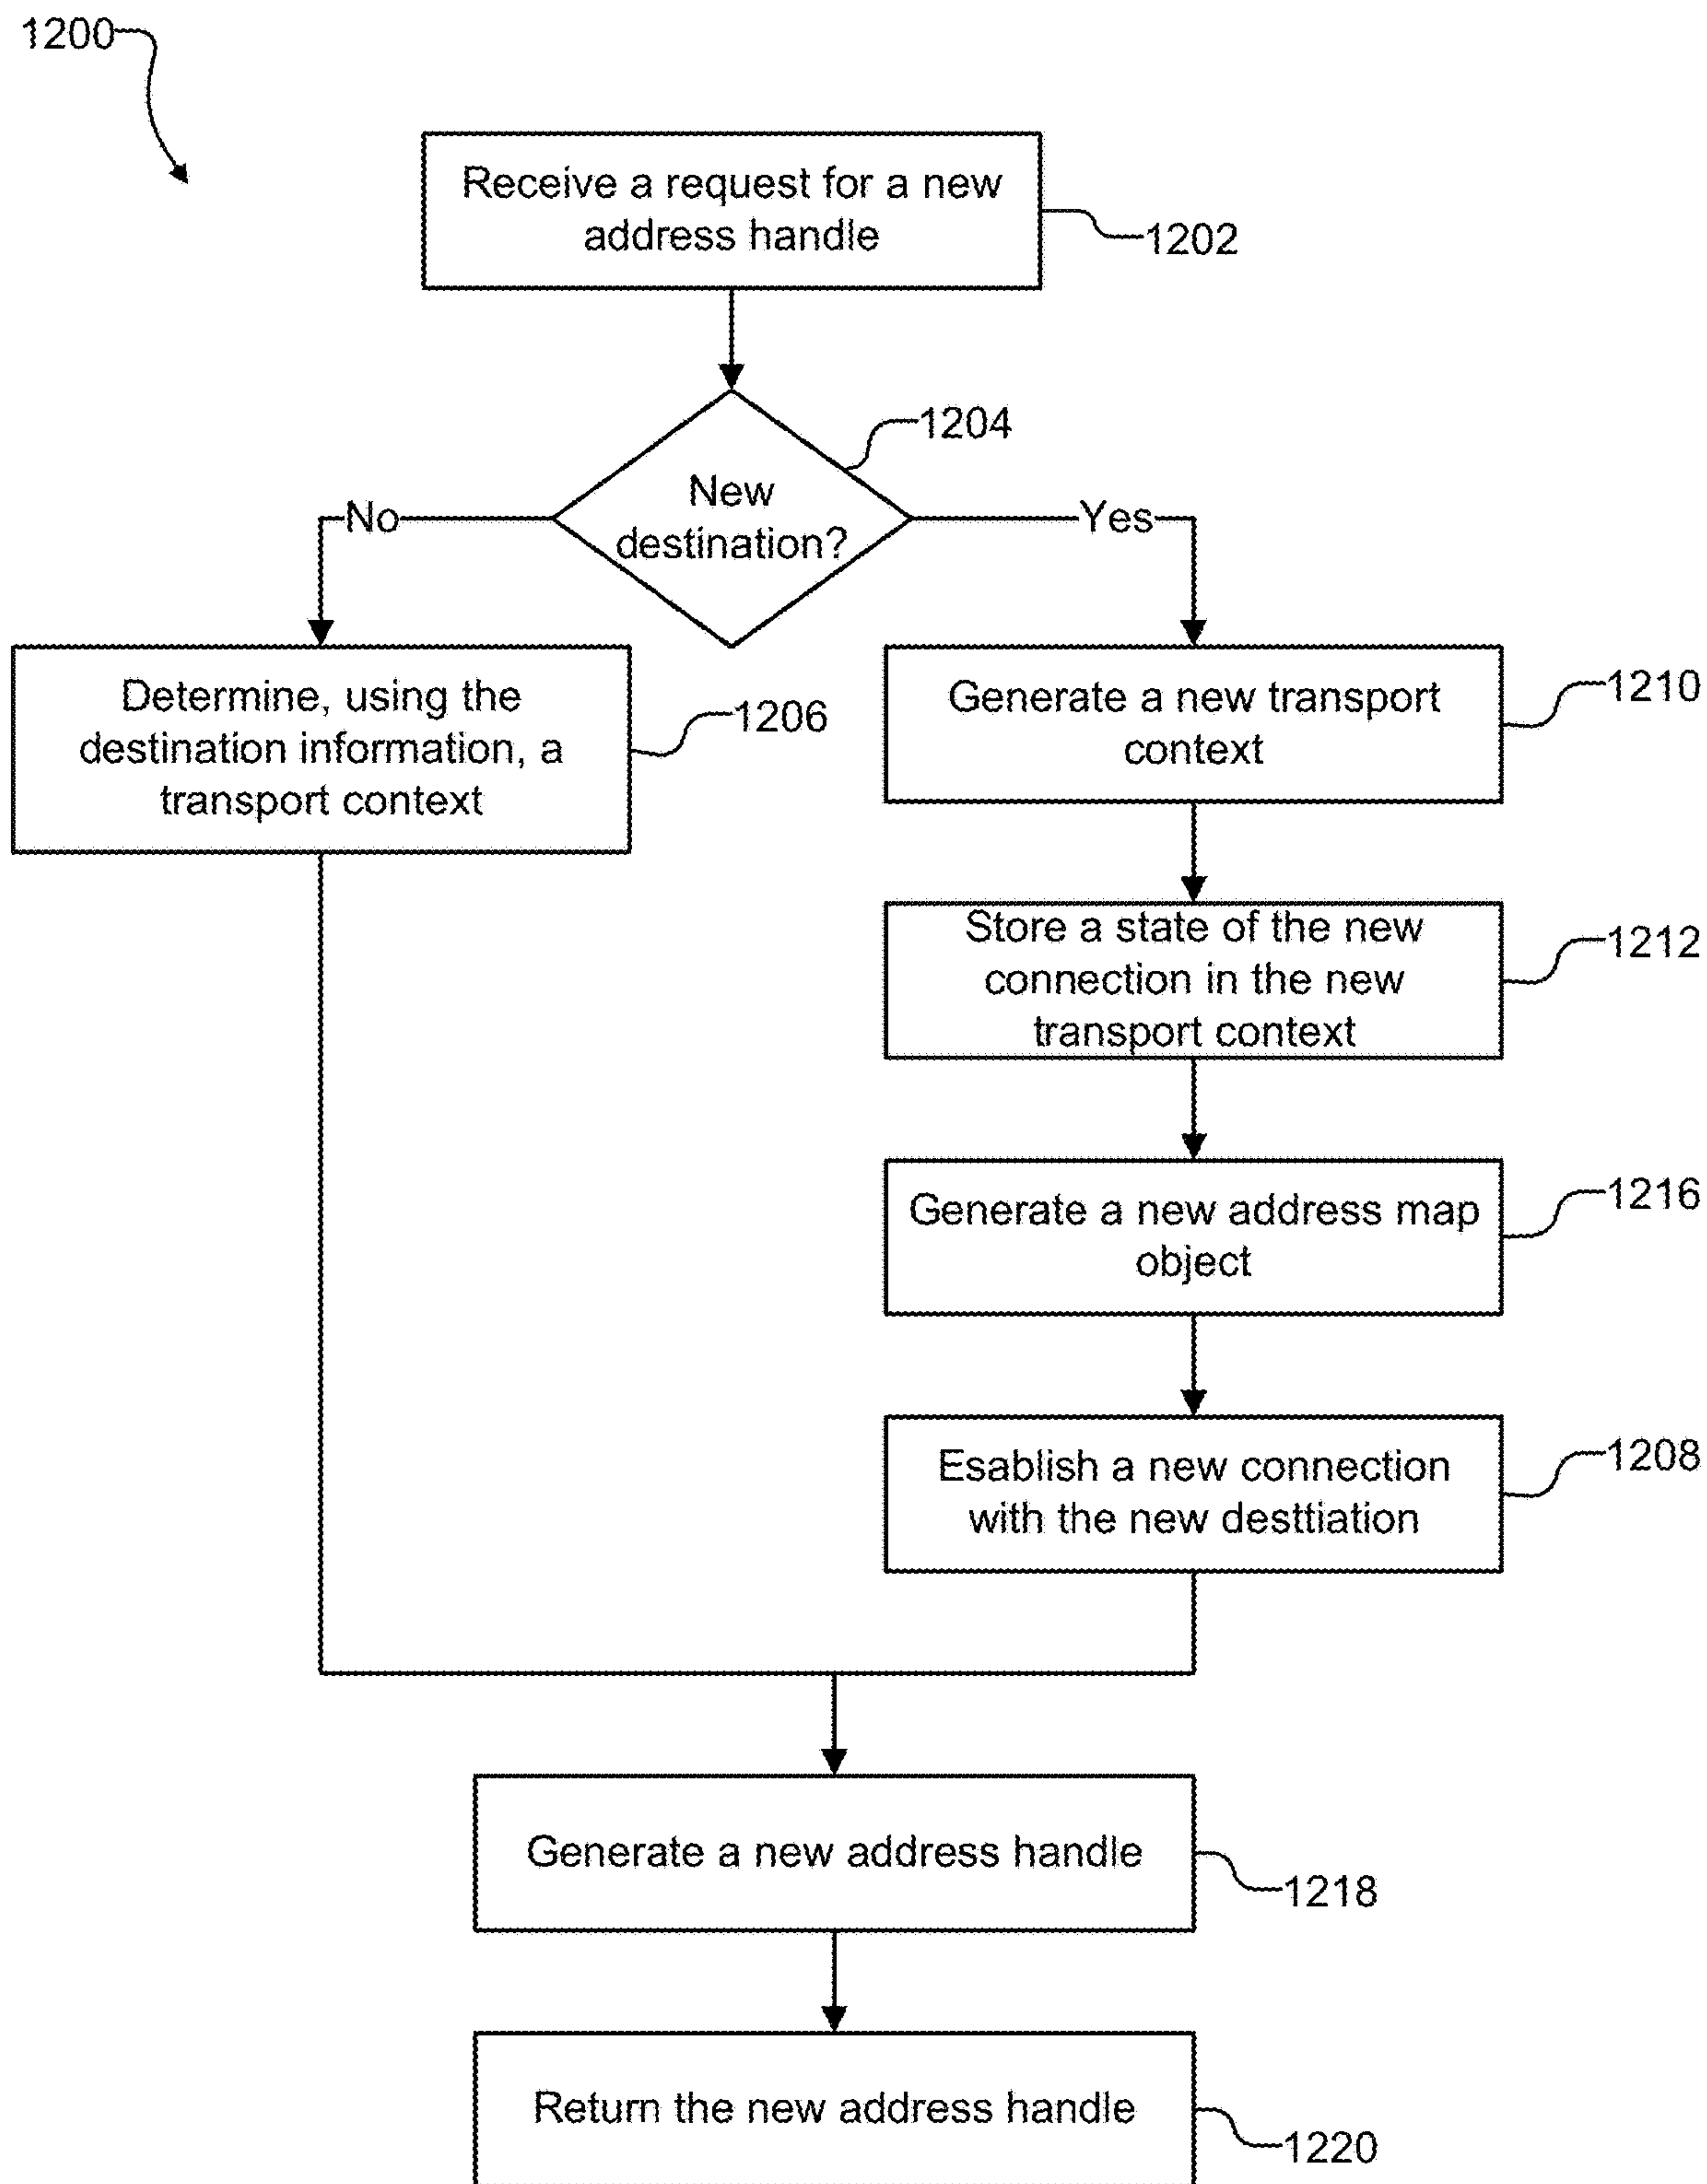 1200
Receive a request for a new
address handle
1202
1204
New
destination?
No
Yes
Determine, using the
destination information, a
transport context
1206
Generate a new transport
context
1210
Store a state of the new
connection in the new
transport context
1212
Generate a new address map
object
1216
Esablish a new connection
with the new desttiation
1208
Generate a new address handle
1218
Return the new address handle
1220